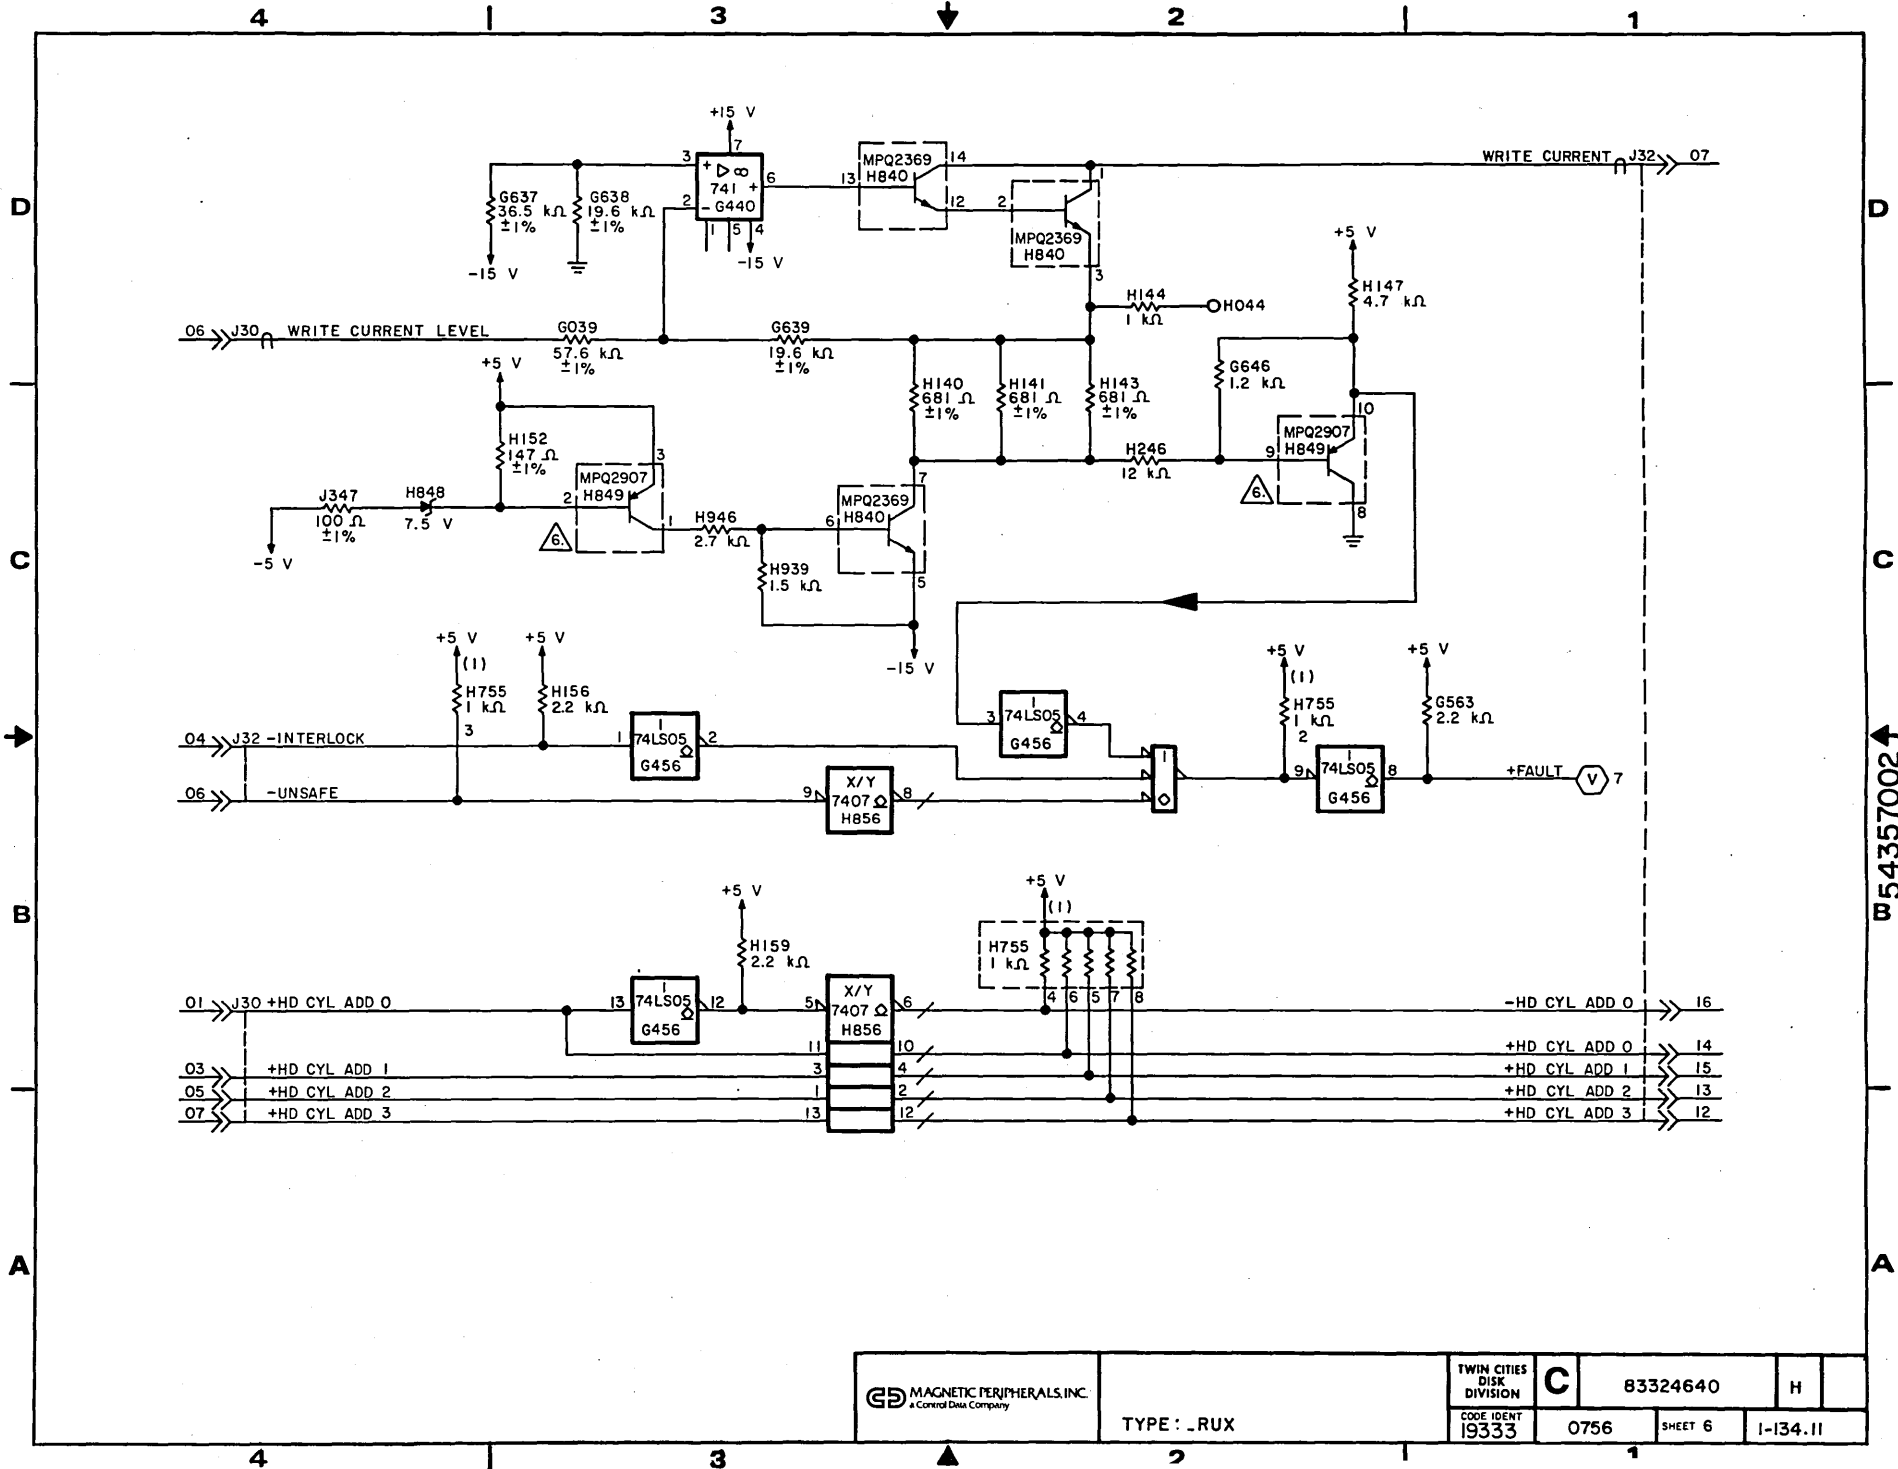 4 3 2 1
D
C
B
A
D
C
B
A
+15 V
7
3 +
▷ ∞
741 +
2 -
G440
6
1 5 4
-15 V
G637
36.5 kΩ
±1%
-15 V
G638
19.6 kΩ
±1%
MPQ2369
H840
13
14
12
2
MPQ2369
H840
1
3
WRITE CURRENT J32 07
H144
1 kΩ
H044
+5 V
H147
4.7 kΩ
06 J30 WRITE CURRENT LEVEL
G039
57.6 kΩ
±1%
G639
19.6 kΩ
±1%
+5 V
H152
147 Ω
±1%
H140
681 Ω
±1%
H141
681 Ω
±1%
H143
681 Ω
±1%
G646
1.2 kΩ
H246
12 kΩ
10
MPQ2907
9 H849
8
6.
J347
100 Ω
±1%
-5 V
H848
7.5 V
3
MPQ2907
2 H849
1
6.
H946
2.7 kΩ
H939
1.5 kΩ
7
MPQ2369
6 H840
5
-15 V
+5 V
(1)
H755
1 kΩ
3
+5 V
H156
2.2 kΩ
04 J32 -INTERLOCK
1
1
74LS05
G456
2
06 -UNSAFE
9
X/Y
7407
H856
8
3
1
74LS05
G456
4
1
+5 V
(1)
H755
1 kΩ
2
9
1
74LS05
G456
8
+5 V
G563
2.2 kΩ
+FAULT V 7
54357002
+5 V
H159
2.2 kΩ
+5 V
(1)
H755
1 kΩ
4 6 5 7 8
01 J30 +HD CYL ADD 0
13
1
74LS05
G456
12
5
X/Y
7407
H856
6
-HD CYL ADD 0 16
11 10 +HD CYL ADD 0 14
03 +HD CYL ADD 1 3 4 +HD CYL ADD 1 15
05 +HD CYL ADD 2 1 2 +HD CYL ADD 2 13
07 +HD CYL ADD 3 13 12 +HD CYL ADD 3 12
MAGNETIC PERIPHERALS, INC.
a Control Data Company
TYPE: _RUX
TWIN CITIES
DISK
DIVISION
C
83324640
H
CODE IDENT
19333
0756
SHEET 6
1-134.11
4 3 2 1